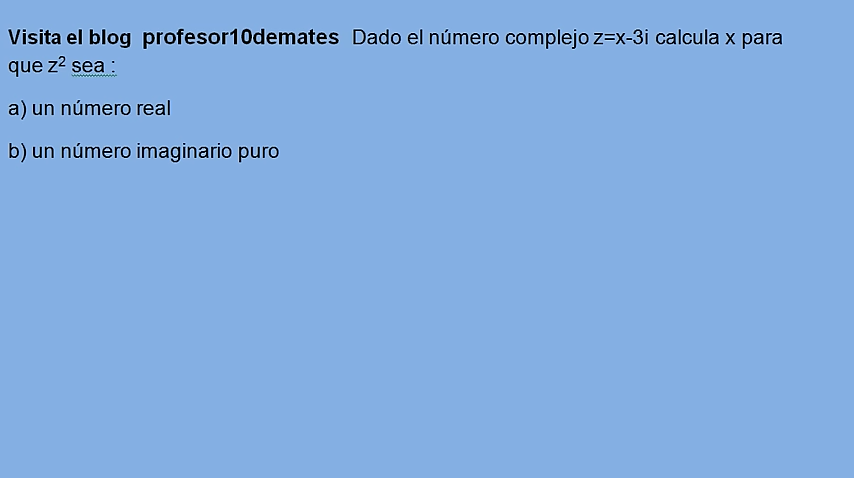 Visita el blog profesor10demates Dado el número complejo z=x-3i calcula x para
que z² sea :
a) un número real
b) un número imaginario puro